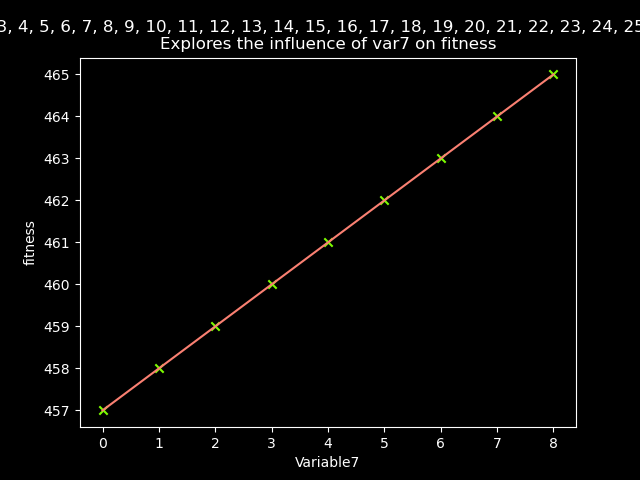 3, 4, 5, 6, 7, 8, 9, 10, 11, 12, 13, 14, 15, 16, 17, 18, 19, 20, 21, 22, 23, 24, 25
Explores the influence of var7 on fitness
465
464
463
462
461
460
459
458
457
fitness
0 1 2 3 4 5 6 7 8
Variable7